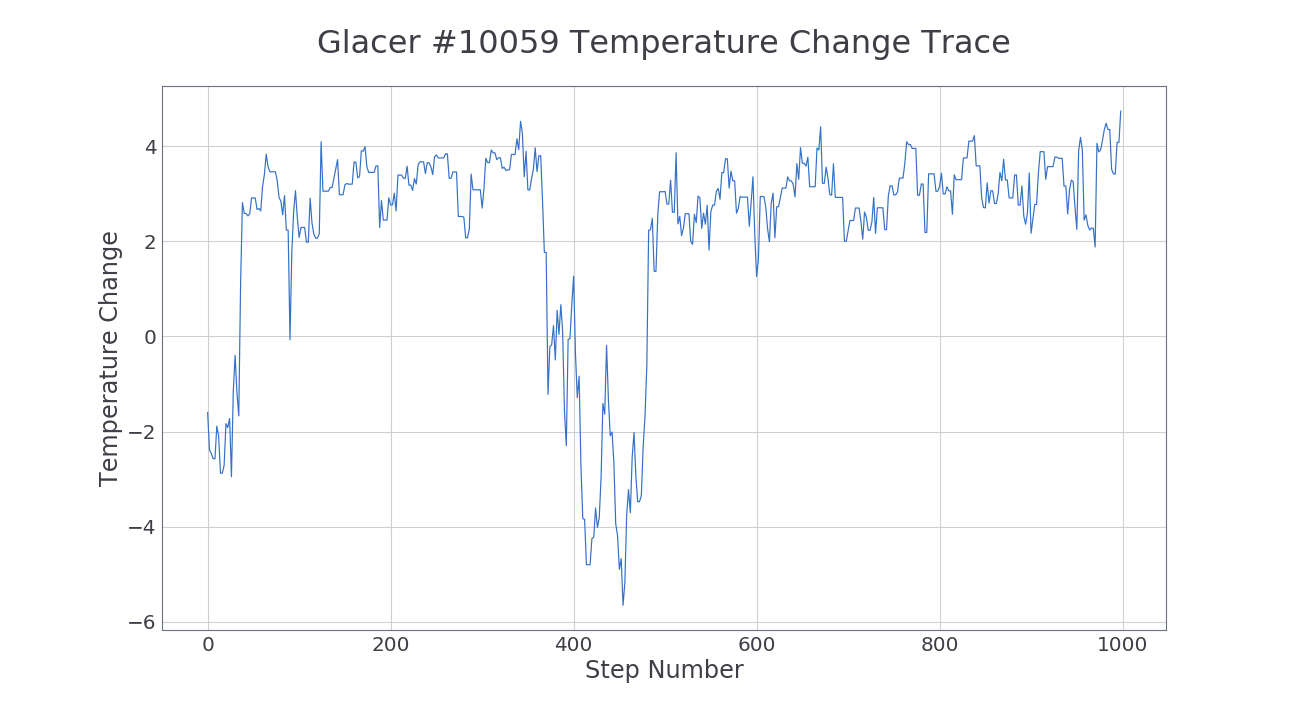 Glacer #10059 Temperature Change Trace
Temperature Change
4
2
0
−2
−4
−6
0 200 400 600 800 1000
Step Number